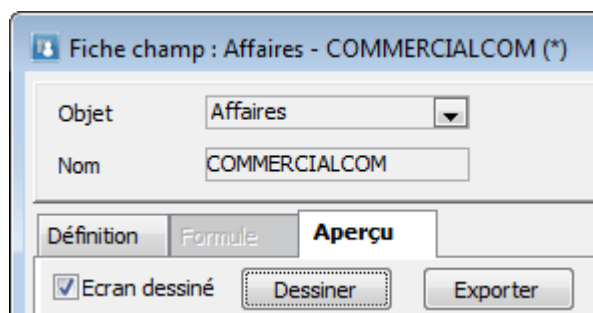 Fiche champ : Affaires - COMMERCIALCOM (*)
Objet Affaires
Nom COMMERCIALCOM
Définition Formule Aperçu
Ecran dessiné Dessiner Exporter